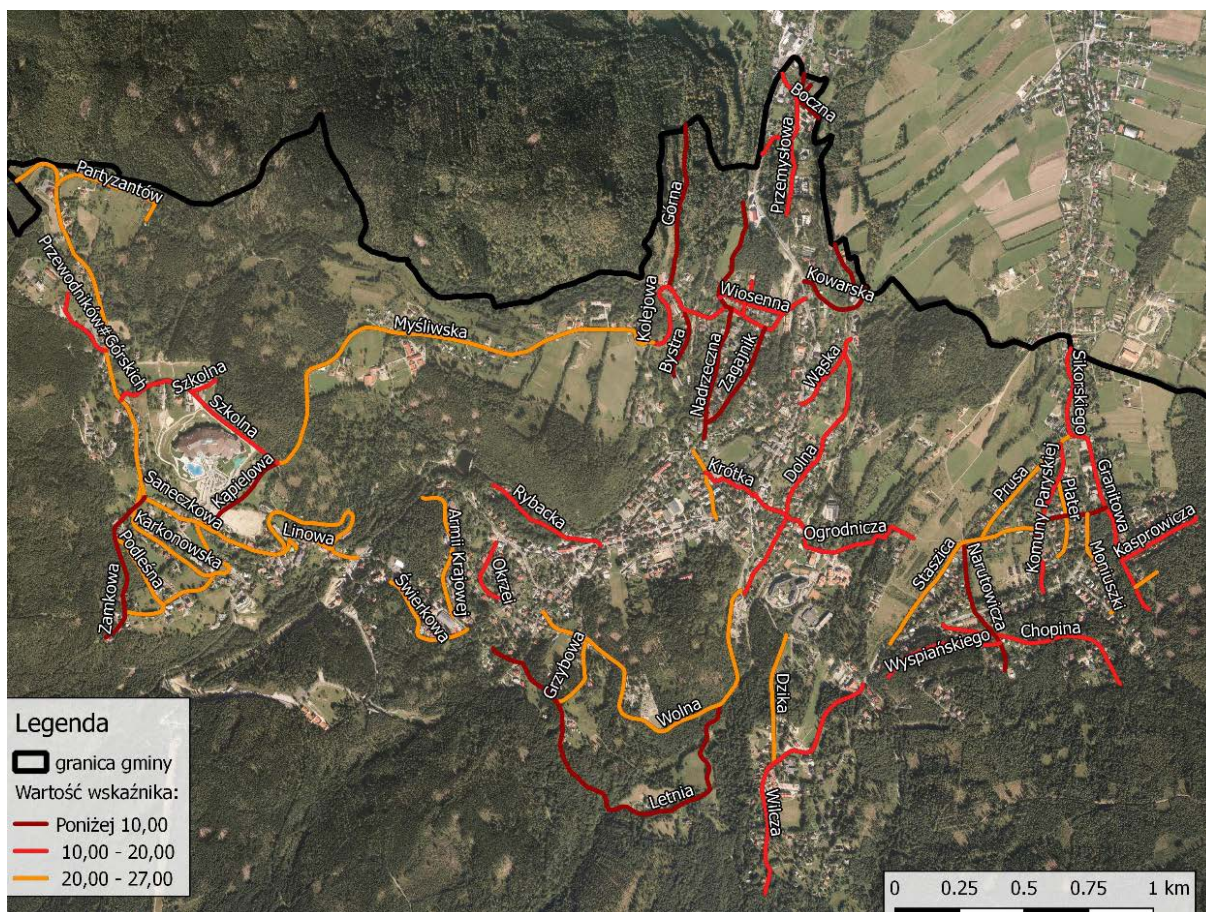 Boczna
Partyzantów
Przemysłowa
Górna
Przewodników#Górskich
Kolejowa
Wiosenna
Kowarska
Myśliwska
Bystra
Nadrzeczna
Zagajnik
Wąska
Sikorskiego
Szkolna
Szkolna
Kąpielowa
Saneczkowa
Karkonowska
Podleśna
Zamkowa
Linowa
Armii Krajowej
Świerkowa
Rybacka
Okrzei
Krótka
Dolna
Ogrodnicza
Prusa
Komuny Paryskiej
Plater
Granitowa
Kasprowicza
Moniuszki
Staszica
Narutowicza
Wyspiańskiego
Chopina
Grzybowa
Wolna
Dzika
Letnia
Wilcza
Legenda
granica gminy
Wartość wskaźnika:
Poniżej 10,00
10,00 - 20,00
20,00 - 27,00
0 0.25 0.5 0.75 1 km